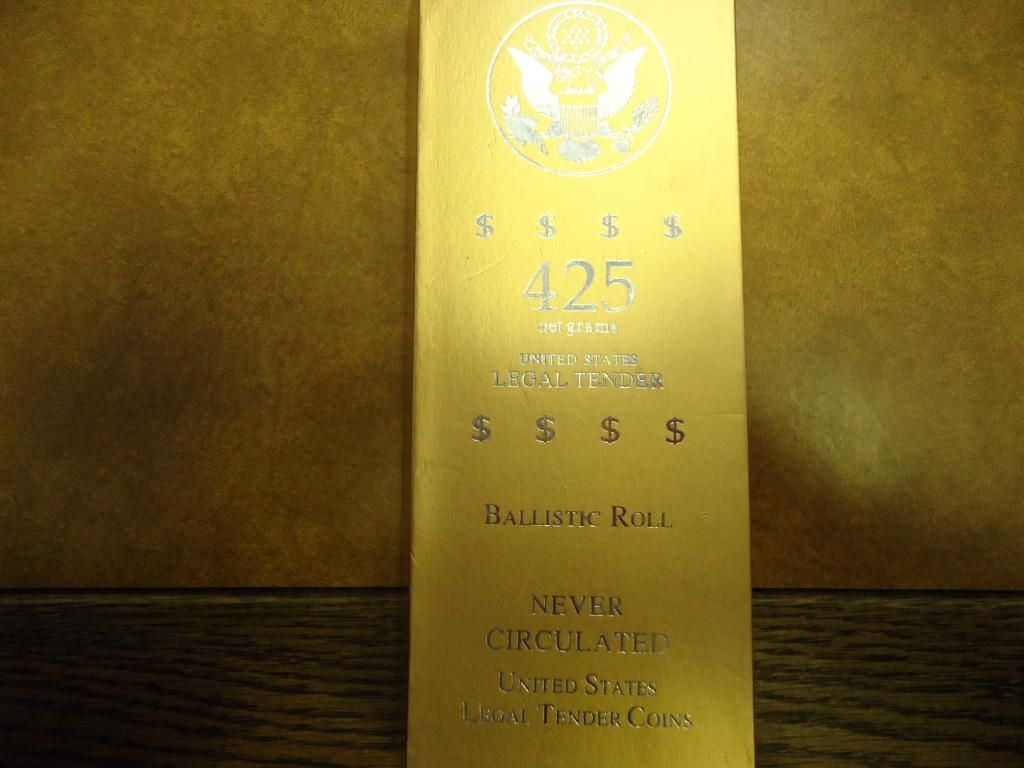 $ $ $ $
425
net grams
UNITED STATES
LEGAL TENDER
$ $ $ $
BALLISTIC ROLL
NEVER
CIRCULATED
UNITED STATES
LEGAL TENDER COINS